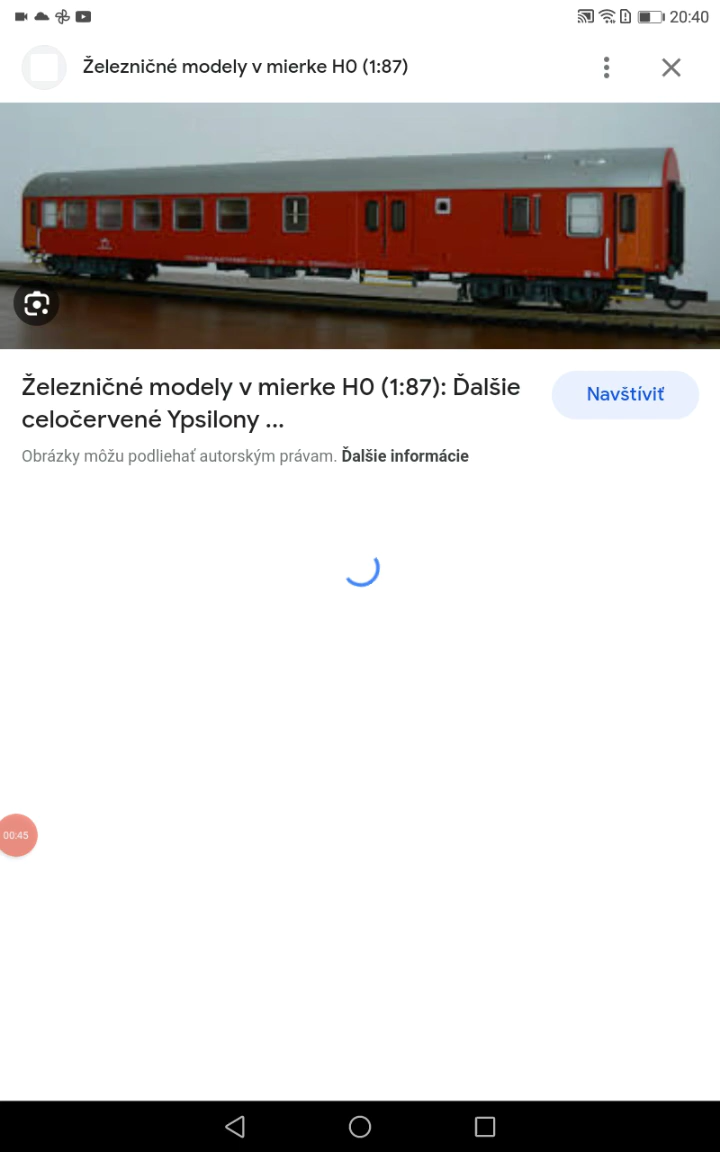 20:40
Železničné modely v mierke H0 (1:87)
Železničné modely v mierke H0 (1:87): Ďalšie
celočervené Ypsilony ...
Navštíviť
Obrázky môžu podliehať autorským právam. Ďalšie informácie
00:45